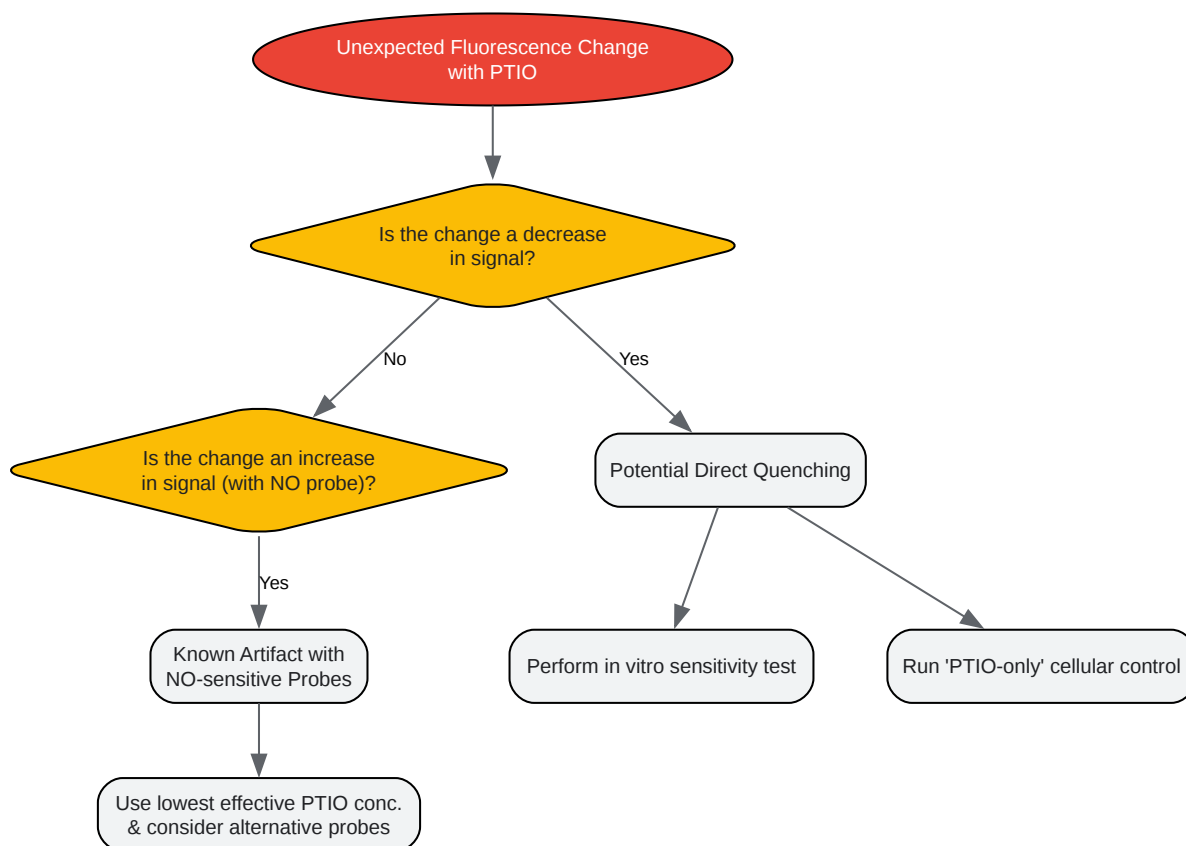 Unexpected Fluorescence Change
with PTIO
Is the change a decrease
in signal?
No
Yes
Is the change an increase
in signal (with NO probe)?
Potential Direct Quenching
Yes
Known Artifact with
NO-sensitive Probes
Perform in vitro sensitivity test
Run 'PTIO-only' cellular control
Use lowest effective PTIO conc.
& consider alternative probes